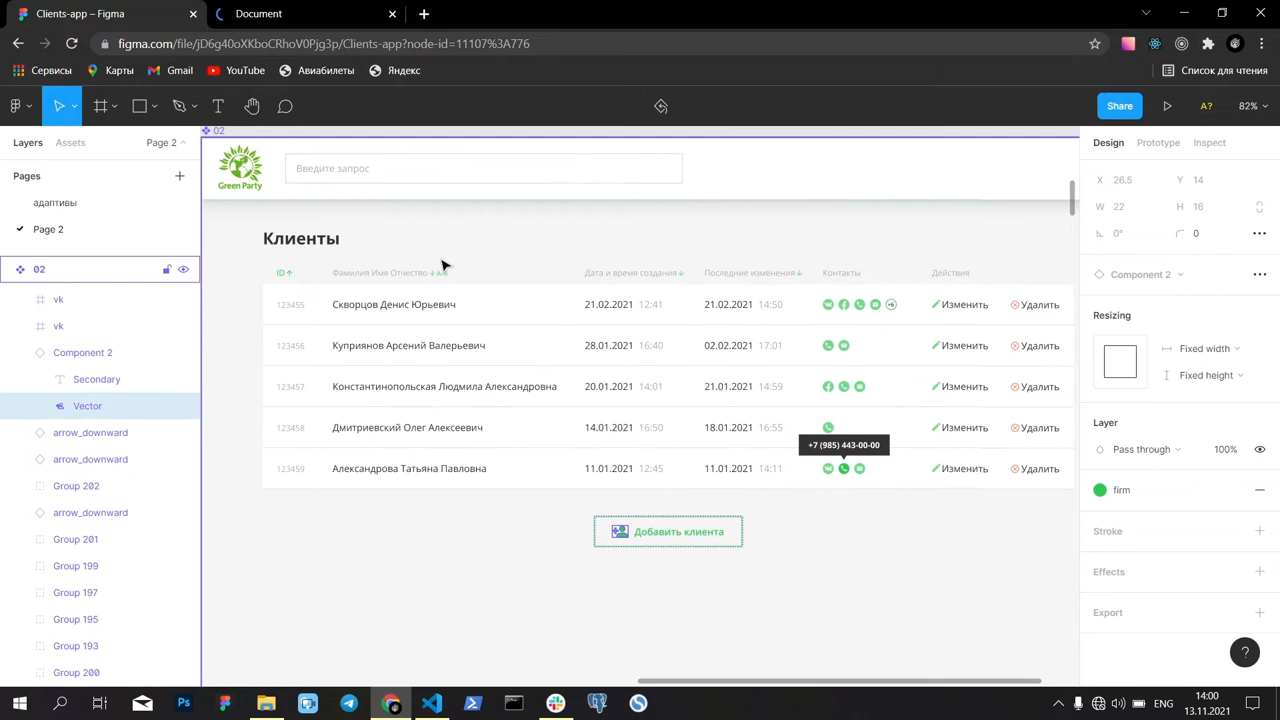 Clients-app – Figma
Document
figma.com/file/jD6g40oXKboCRhoV0Pjg3p/Clients-app?node-id=11107%3A776
Сервисы
Карты
Gmail
YouTube
Авиабилеты
Яндекс
Список для чтения
Share
A?
82%
Layers
Assets
Page 2
02
Design
Prototype
Inspect
Pages
адаптивы
Page 2
02
vk
vk
Component 2
Secondary
Vector
arrow_downward
arrow_downward
Group 202
arrow_downward
Group 201
Group 199
Group 197
Group 195
Group 193
Group 200
Green Party
Введите запрос
Клиенты
ID
Фамилия Имя Отчество
Дата и время создания
Последние изменения
Контакты
Действия
123455 Скворцов Денис Юрьевич 21.02.2021 12:41 21.02.2021 14:50 +6 Изменить Удалить
123456 Куприянов Арсений Валерьевич 28.01.2021 16:40 02.02.2021 17:01 Изменить Удалить
123457 Константинопольская Людмила Александровна 20.01.2021 14:01 21.01.2021 14:59 Изменить Удалить
123458 Дмитриевский Олег Алексеевич 14.01.2021 16:50 18.01.2021 16:55 Изменить Удалить
+7 (985) 443-00-00
123459 Александрова Татьяна Павловна 11.01.2021 12:45 11.01.2021 14:11 Изменить Удалить
Добавить клиента
X 26.5 Y 14
W 22 H 16
0° 0
Component 2
Resizing
Fixed width
Fixed height
Layer
Pass through 100%
firm
Stroke
Effects
Export
?
Ps
ENG
14:00
13.11.2021